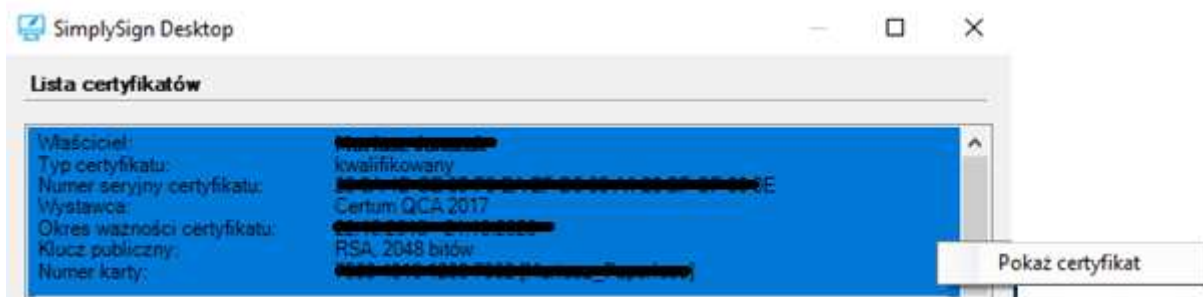 SimplySign Desktop
Lista certyfikatów
Właściciel:
Typ certyfikatu: kwalifikowany
Numer seryjny certyfikatu: E
Wystawca: Certum QCA 2017
Okres ważności certyfikatu:
Klucz publiczny: RSA, 2048 bitów
Numer karty:
Pokaż certyfikat